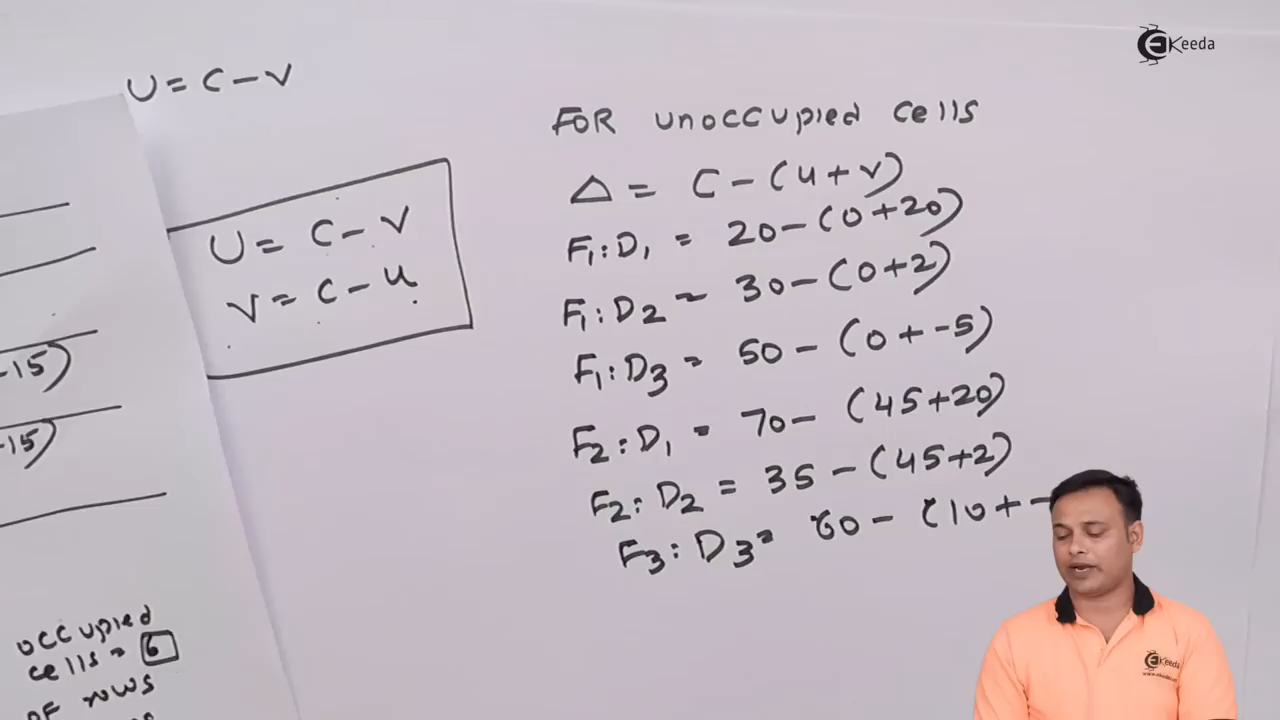 EKeeda
U = C - V
U = C - V
V = C - U
-15)
-15)
occupied
cells = 6
of rows
FOR unoccupied cells
Δ = C - (U + V)
F1:D1 = 20 - (0+20)
F1:D2 = 30 - (0+2)
F1:D3 = 50 - (0 + -5)
F2:D1 = 70 - (45+20)
F2:D2 = 35 - (45+2)
F3:D3 = 60 - (10 + -
EKeeda